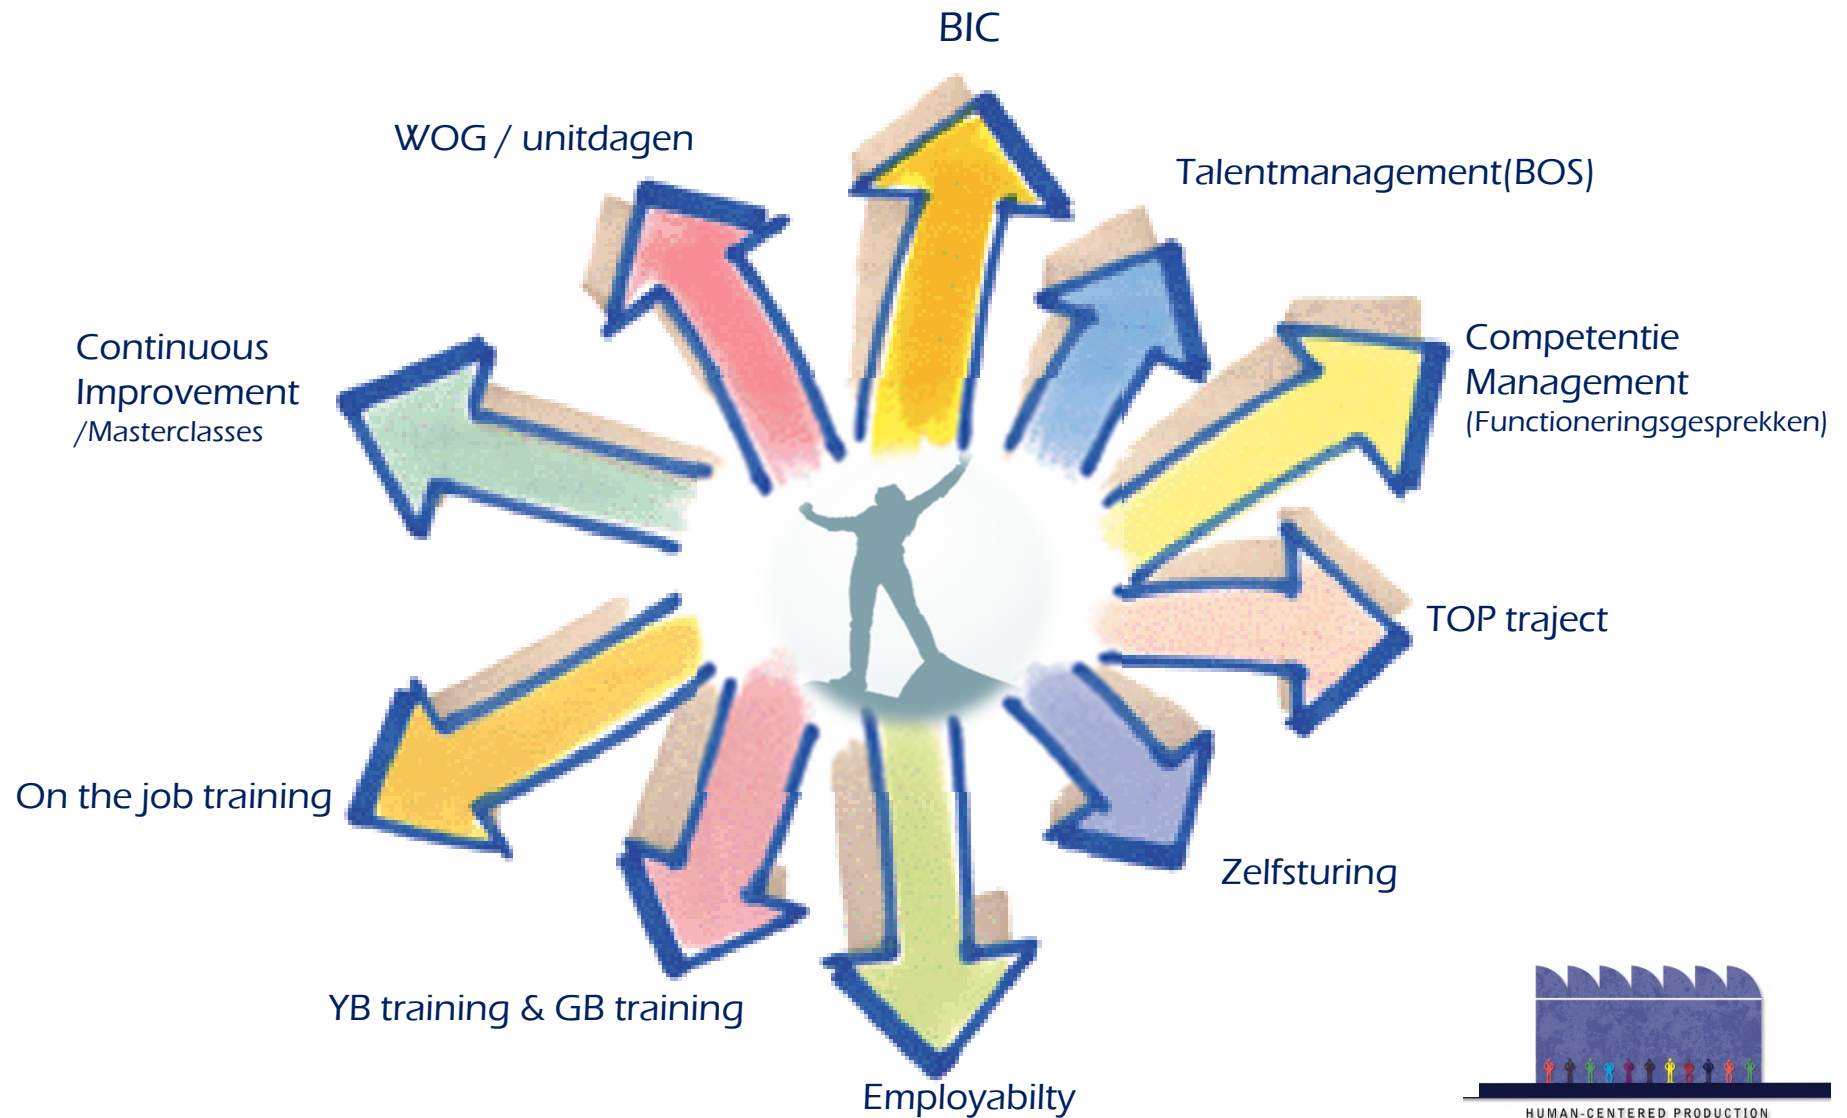 BIC
WOG / unitdagen
Talentmanagement(BOS)
Continuous
Improvement
/Masterclasses
Competentie
Management
(Functioneringsgesprekken)
TOP traject
On the job training
Zelfsturing
YB training & GB training
Employabilty
HUMAN-CENTERED PRODUCTION